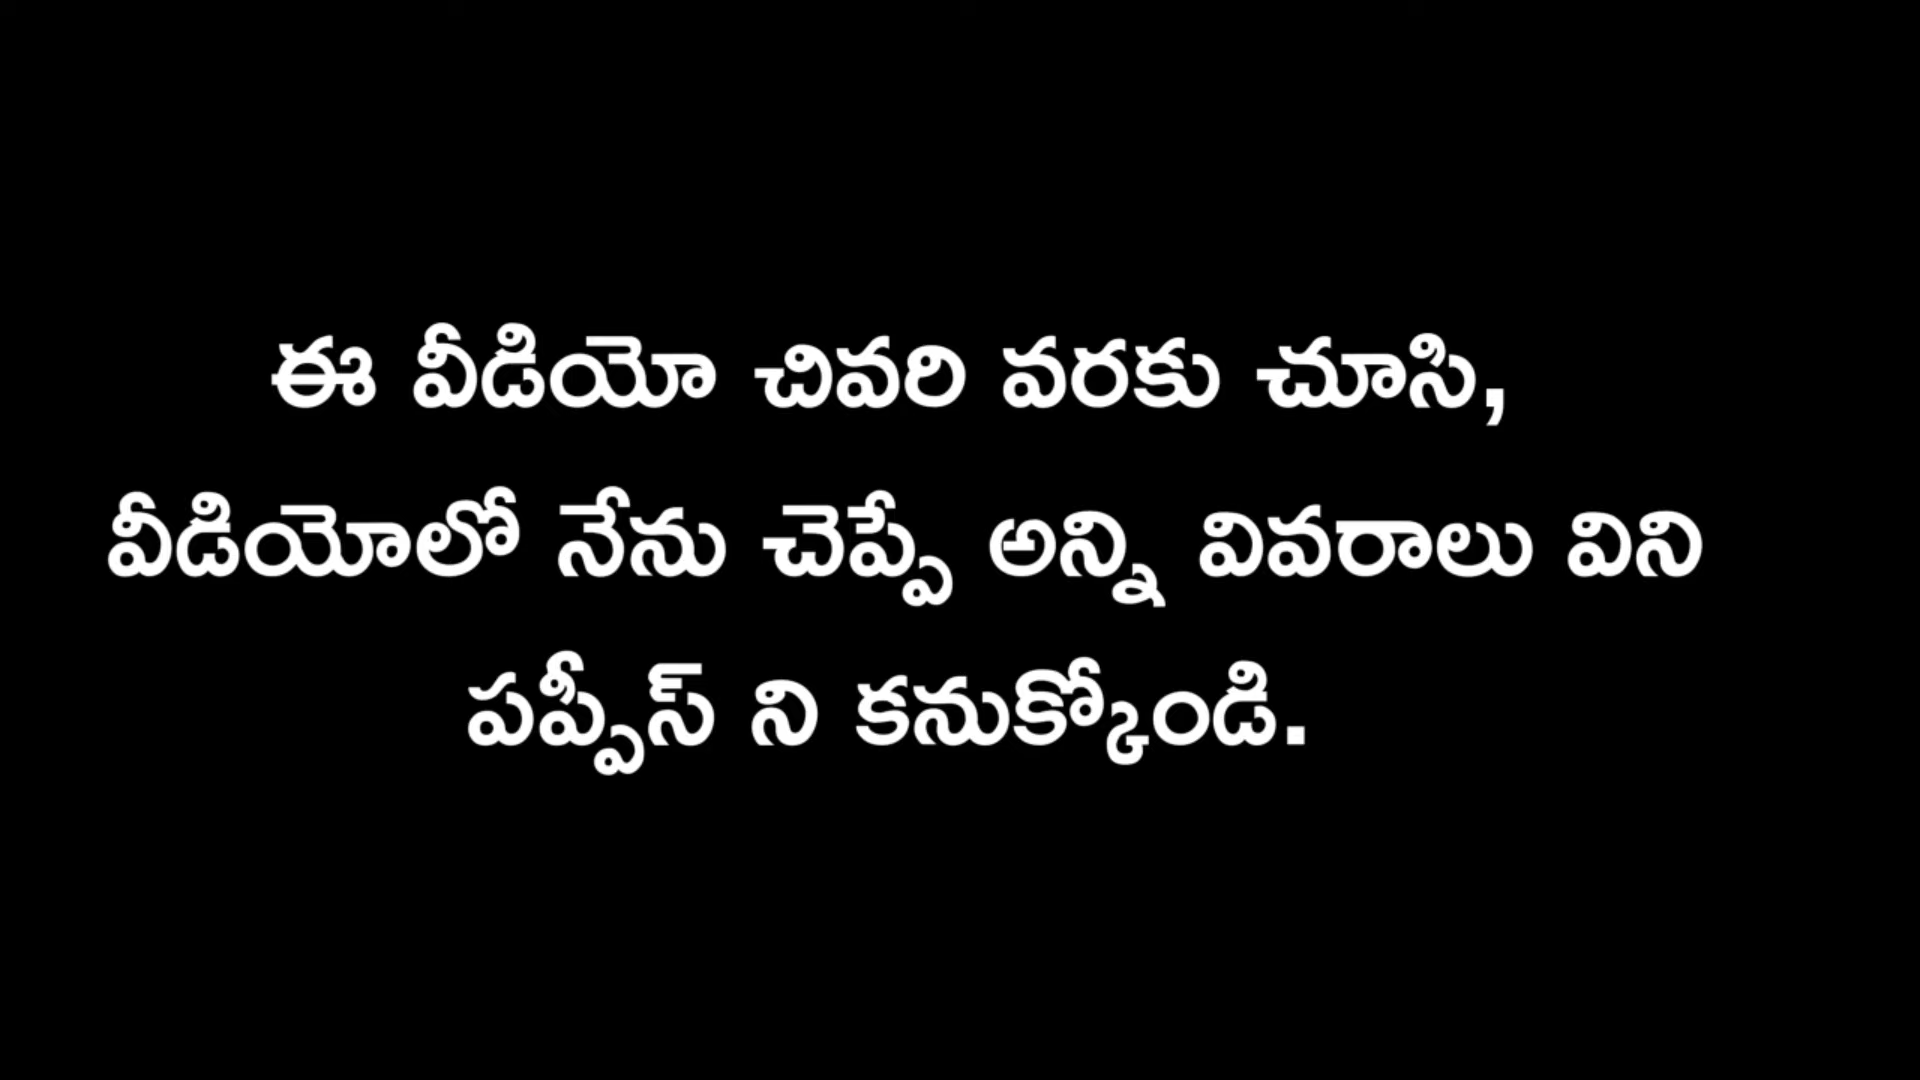 ఈ వీడియో చివరి వరకు చూసి,
వీడియోలో నేను చెప్పే అన్ని వివరాలు విని
పప్పీస్ ని కనుక్కోండి.